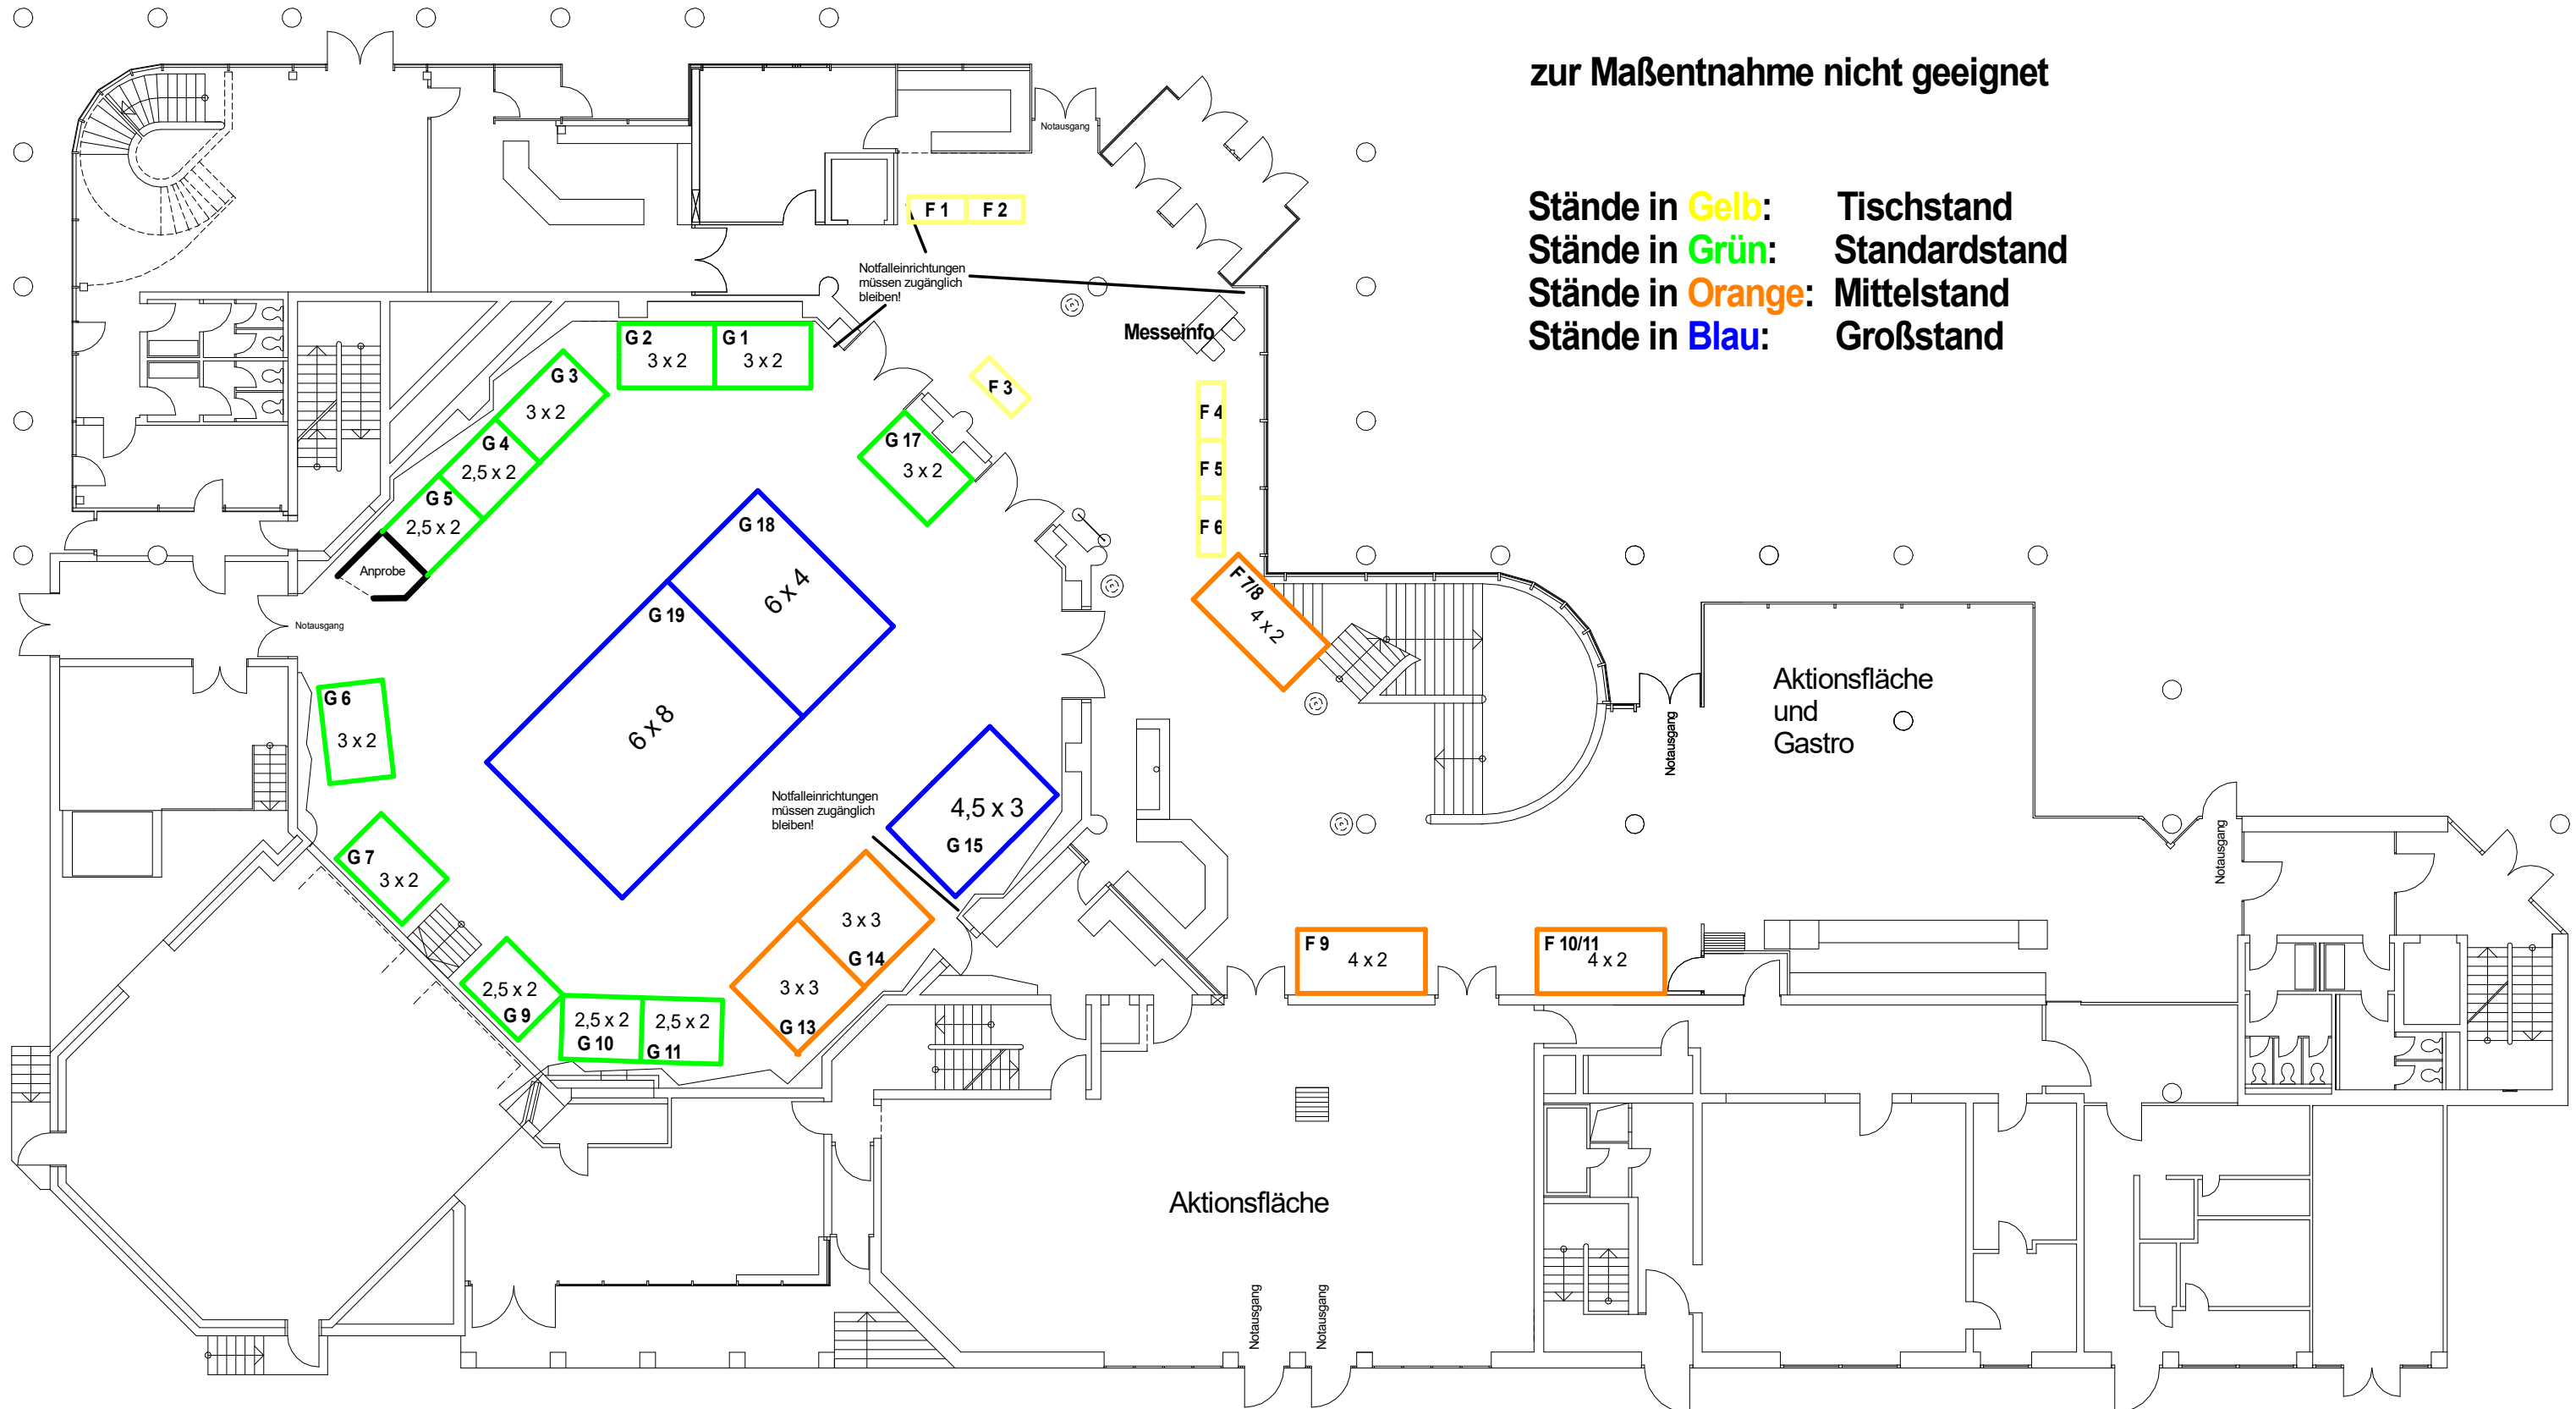 zur Maßentnahme nicht geeignet
Stände in Gelb: Tischstand
Stände in Grün: Standardstand
Stände in Orange: Mittelstand
Stände in Blau: Großstand
Notausgang
F 1
F 2
Notfalleinrichtungen
müssen zugänglich
bleiben!
Messeinfo
G 2
3 x 2
G 1
3 x 2
G 3
3 x 2
F 3
F 4
F 5
F 6
G 17
3 x 2
G 4
2,5 x 2
G 5
2,5 x 2
Anprobe
Notausgang
G 18
6 x 4
G 19
6 x 8
F 7/8
4 x 2
G 6
3 x 2
Aktionsfläche
und
Gastro
Notausgang
Notausgang
Notfalleinrichtungen
müssen zugänglich
bleiben!
4,5 x 3
G 15
G 7
3 x 2
3 x 3
G 14
3 x 3
G 13
F 9
4 x 2
F 10/11
4 x 2
2,5 x 2
G 9
2,5 x 2
G 10
2,5 x 2
G 11
Aktionsfläche
Notausgang
Notausgang